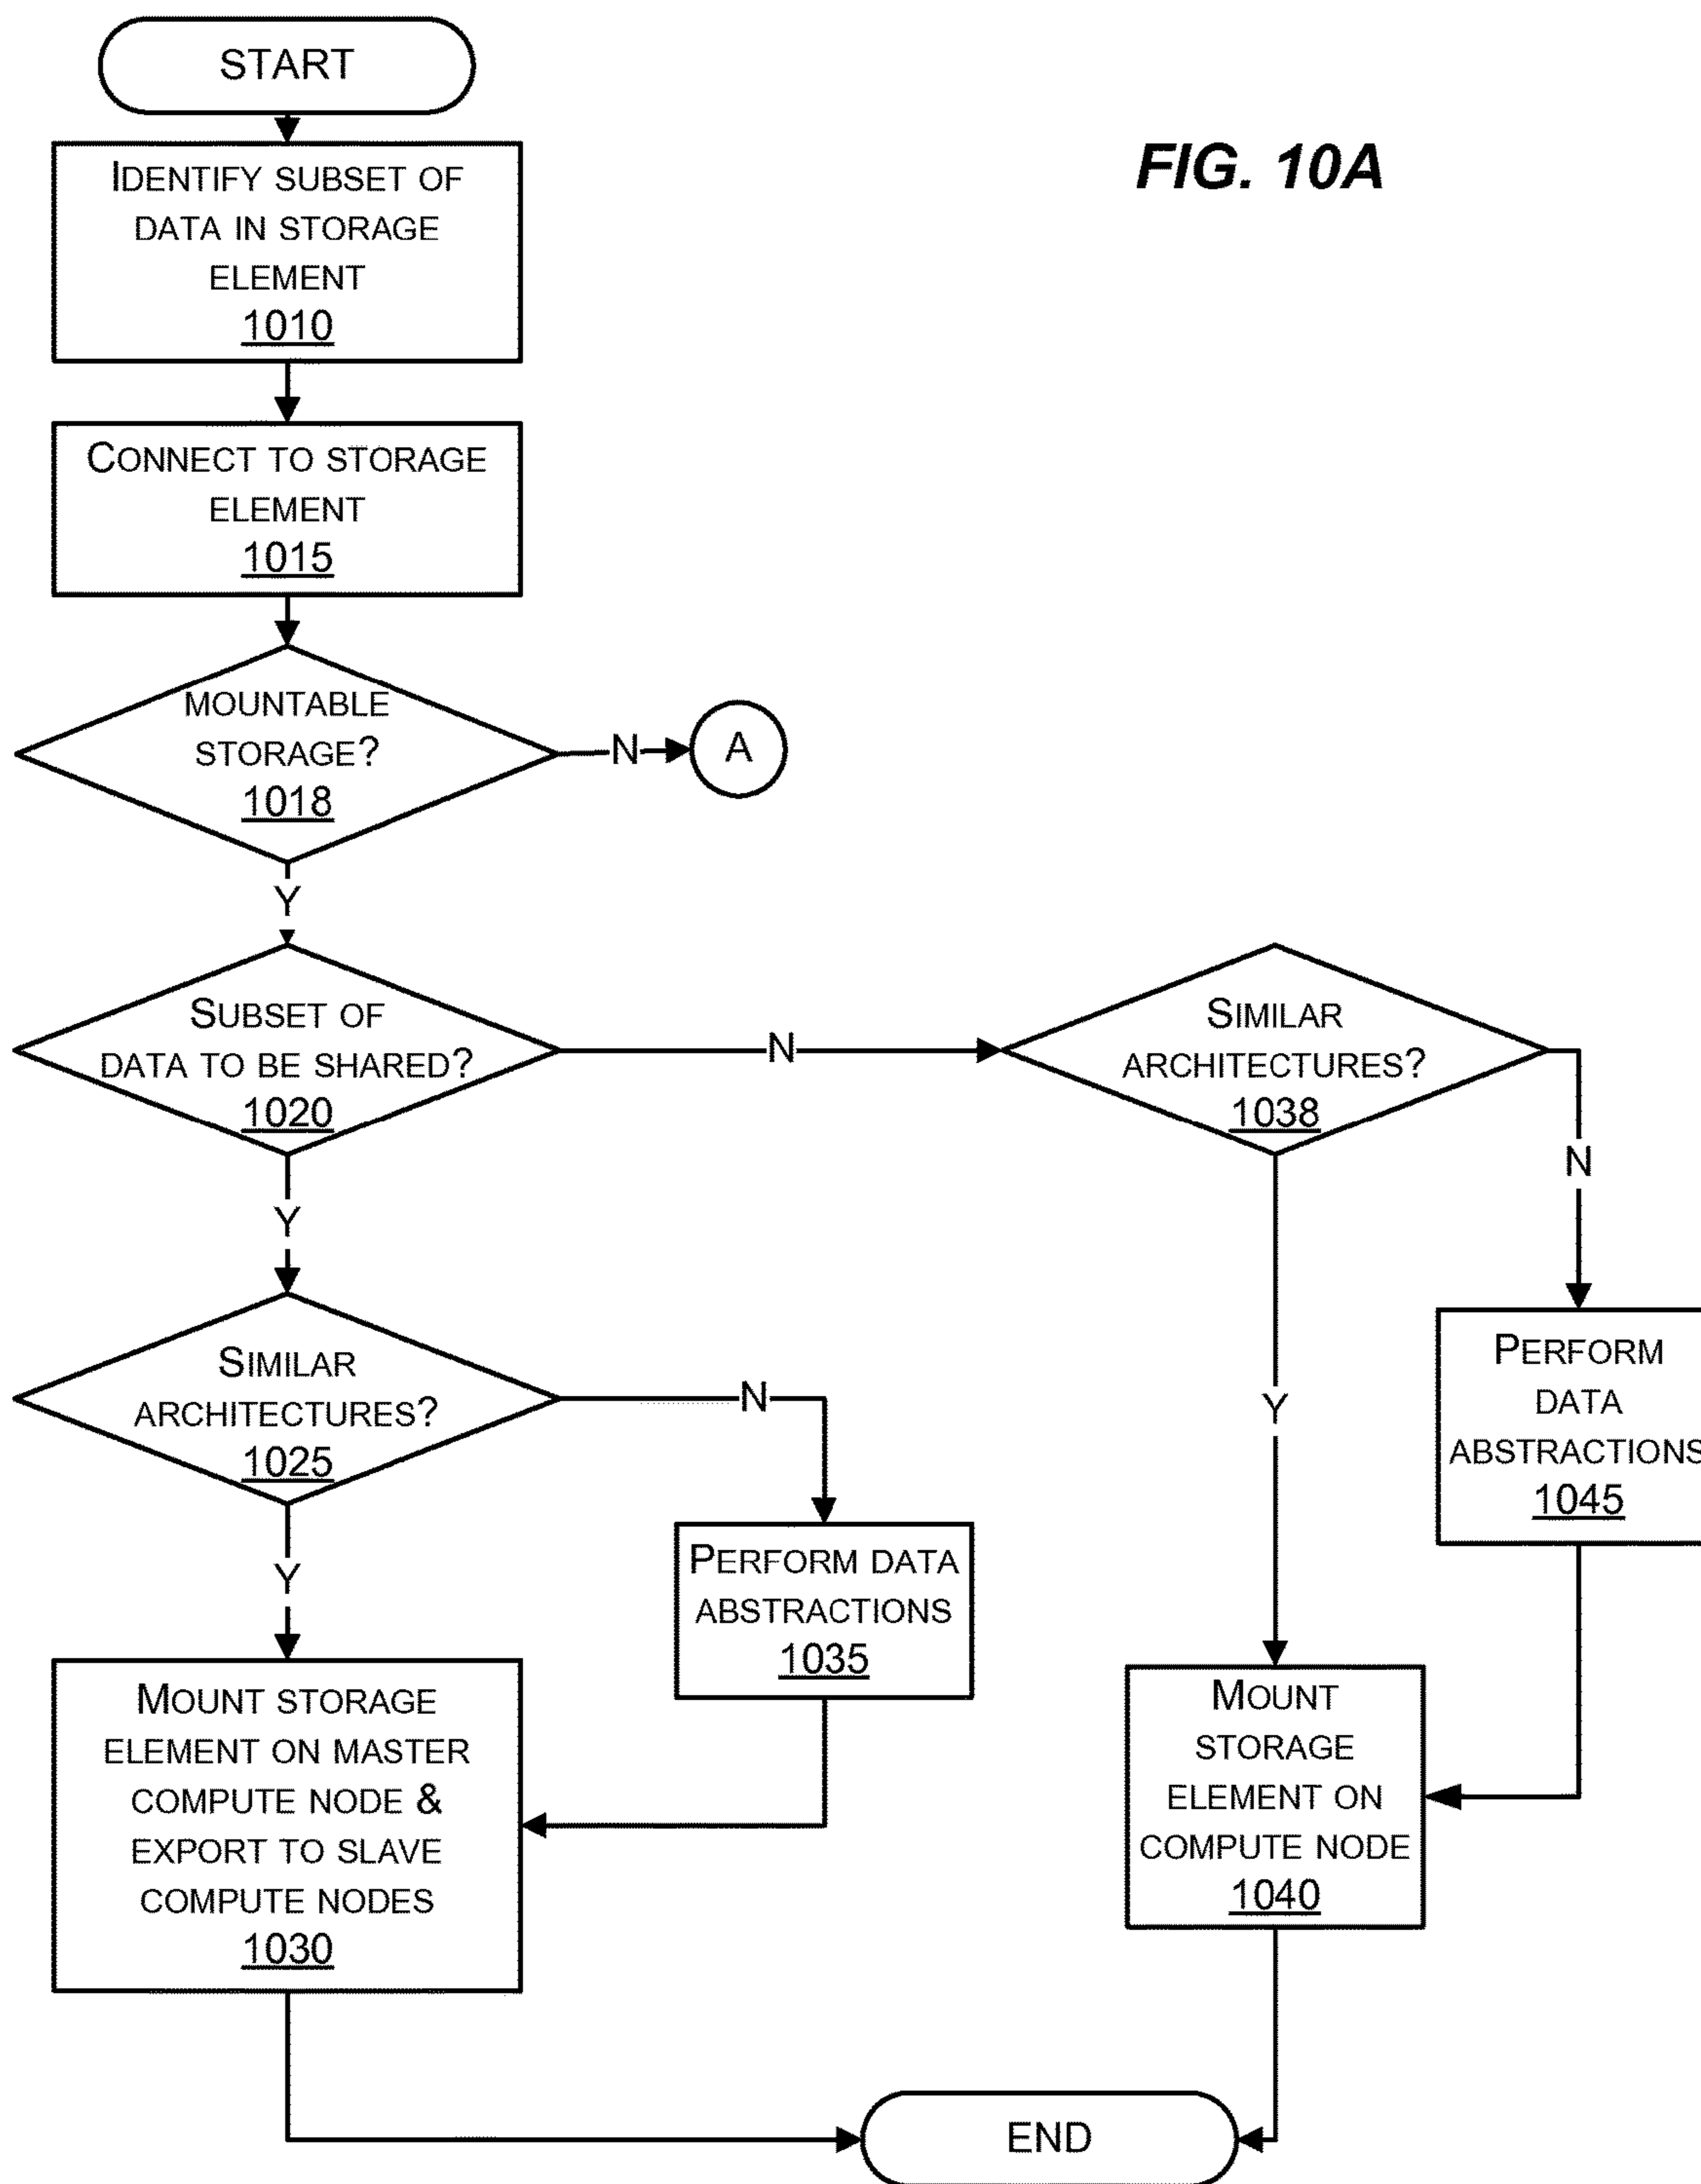 START
FIG. 10A
IDENTIFY SUBSET OF
DATA IN STORAGE
ELEMENT
1010
CONNECT TO STORAGE
ELEMENT
1015
MOUNTABLE
STORAGE?
1018
N
A
Y
SUBSET OF
DATA TO BE SHARED?
1020
N
SIMILAR
ARCHITECTURES?
1038
N
Y
Y
SIMILAR
ARCHITECTURES?
1025
N
Y
PERFORM
DATA
ABSTRACTIONS
1045
PERFORM DATA
ABSTRACTIONS
1035
MOUNT STORAGE
ELEMENT ON MASTER
COMPUTE NODE &
EXPORT TO SLAVE
COMPUTE NODES
1030
MOUNT
STORAGE
ELEMENT ON
COMPUTE NODE
1040
END